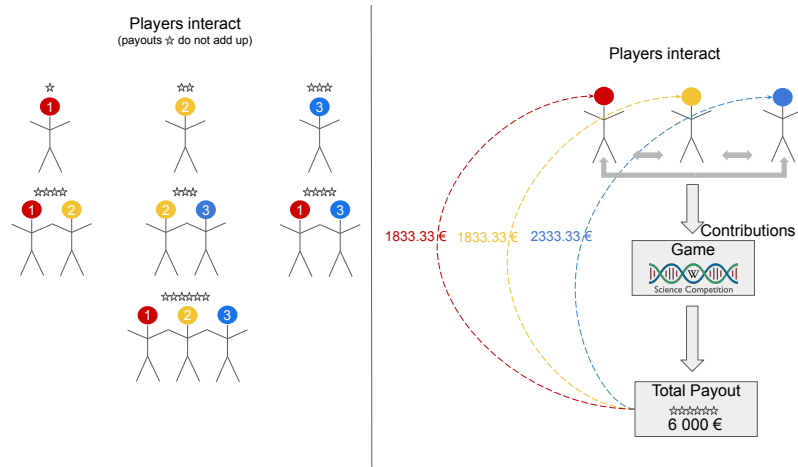 Players interact
(payouts ☆ do not add up)
☆
☆☆
☆☆☆
1
2
3
☆☆☆☆
☆☆☆
☆☆☆☆
1 2
2 3
1 3
☆☆☆☆☆☆
1 2 3
Players interact
1833.33 €
1833.33 €
2333.33 €
Contributions
Game
W
Science Competition
Total Payout
☆☆☆☆☆☆
6 000 €